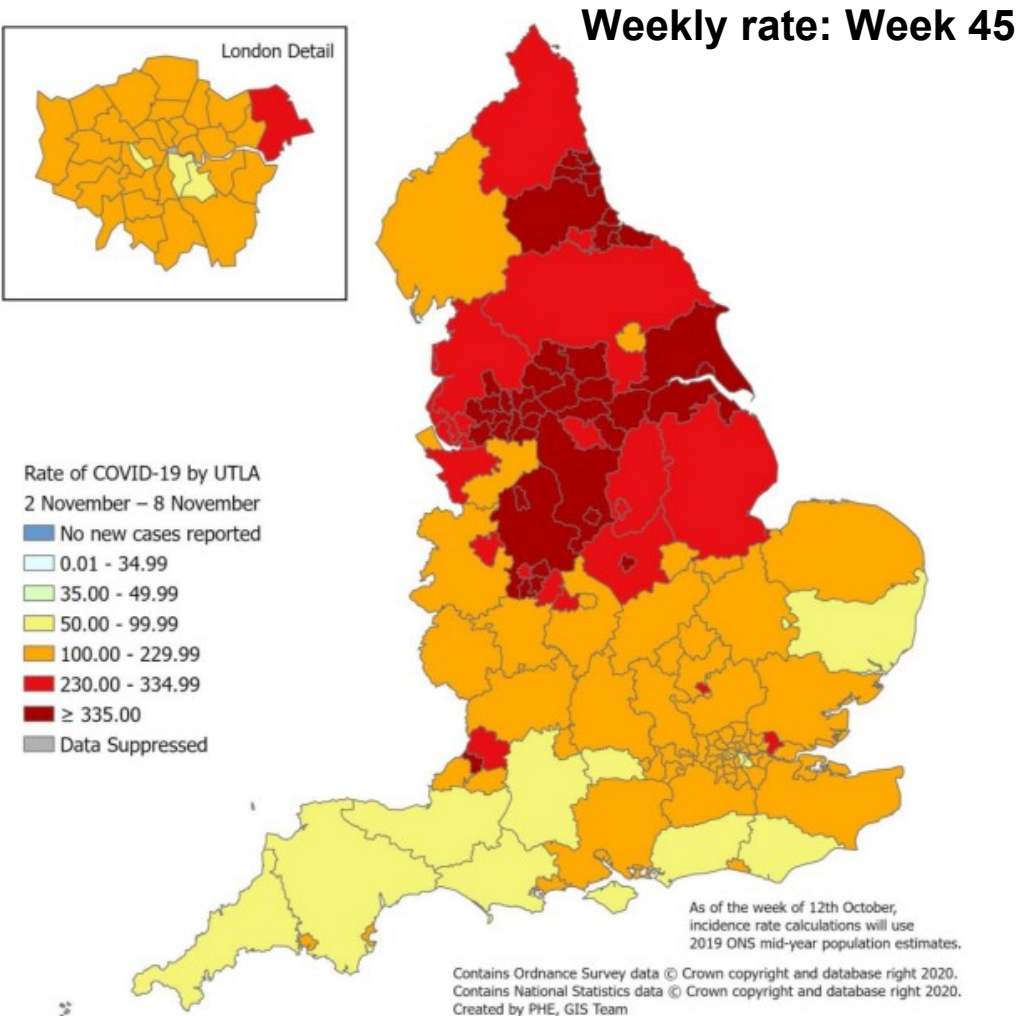 Weekly rate: Week 45
London Detail
Rate of COVID-19 by UTLA
2 November – 8 November
No new cases reported
0.01 - 34.99
35.00 - 49.99
50.00 - 99.99
100.00 - 229.99
230.00 - 334.99
≥ 335.00
Data Suppressed
As of the week of 12th October,
incidence rate calculations will use
2019 ONS mid-year population estimates.
Contains Ordnance Survey data © Crown copyright and database right 2020.
Contains National Statistics data © Crown copyright and database right 2020.
Created by PHE, GIS Team